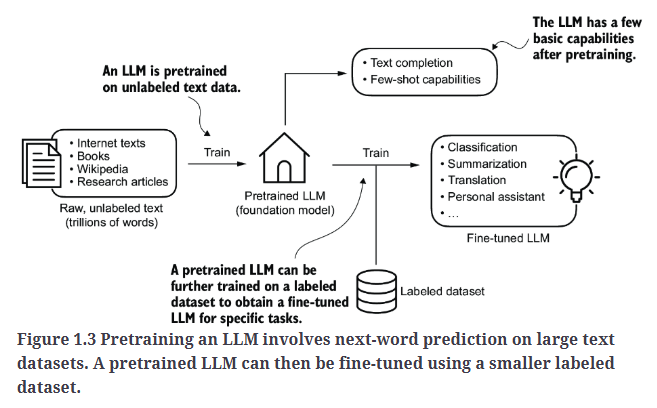 The LLM has a few
basic capabilities
after pretraining.
• Text completion
• Few-shot capabilities
An LLM is pretrained
on unlabeled text data.
• Internet texts
• Books
• Wikipedia
• Research articles
Raw, unlabeled text
(trillions of words)
Train
Pretrained LLM
(foundation model)
Train
• Classification
• Summarization
• Translation
• Personal assistant
• ...
Fine-tuned LLM
A pretrained LLM can be
further trained on a labeled
dataset to obtain a fine-tuned
LLM for specific tasks.
Labeled dataset
Figure 1.3 Pretraining an LLM involves next-word prediction on large text
datasets. A pretrained LLM can then be fine-tuned using a smaller labeled
dataset.